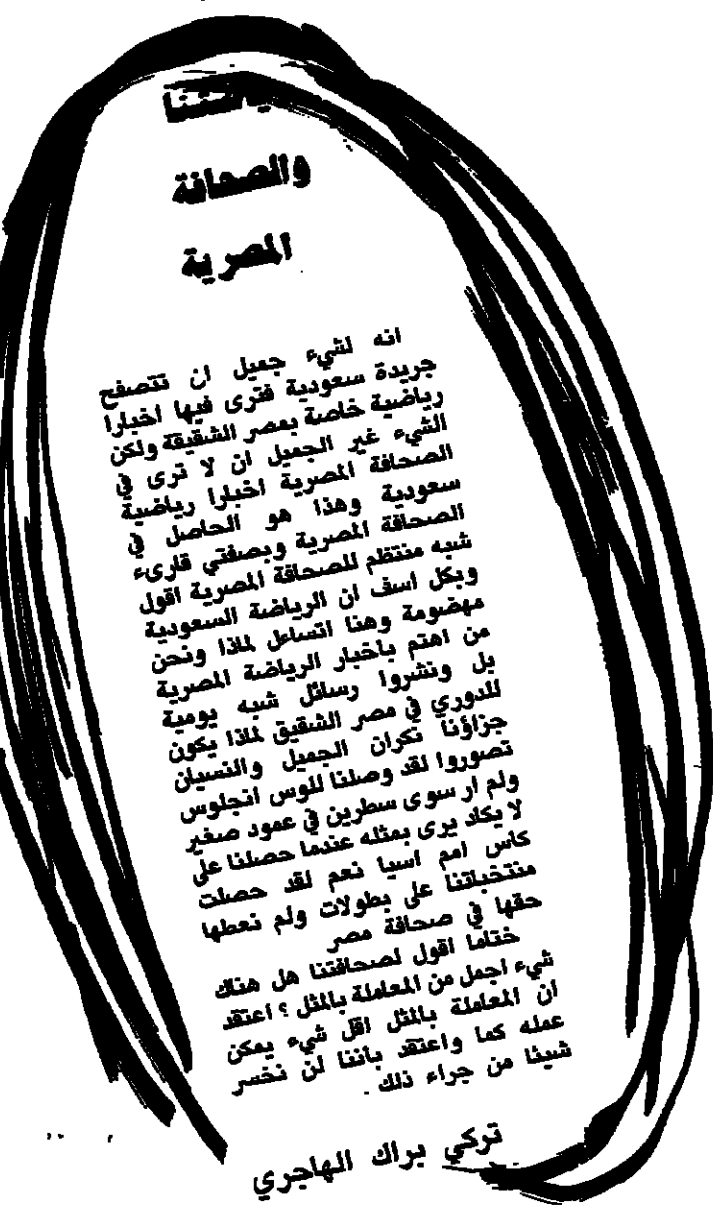 والصحافة
المصرية
انه لشيء جميل ان تتصفح
جريدة سعودية فترى فيها اخبارا
رياضية خاصة بمصر الشقيقة ولكن
الشيء غير الجميل ان لا ترى في
الصحافة المصرية اخبارا رياضية
سعودية وهذا هو الحاصل في
الصحافة المصرية وبصفتي قارىء
شبه منتظم للصحافة المصرية اقول
وبكل اسف ان الرياضة السعودية
مهضومة وهنا اتساءل لماذا ونحن
من اهتم باخبار الرياضة المصرية
بل ونشروا رسائل شبه يومية
للدوري في مصر الشقيق لماذا يكون
جزاؤنا نكران الجميل والنسيان
تصوروا لقد وصلنا للوس انجلوس
ولم ار سوى سطرين في عمود صغير
لا يكاد يرى بمثله عندما حصلنا على
كاس امم اسيا نعم لقد حصلت
منتخباتنا على بطولات ولم نعطها
حقها في صحافة مصر
ختاما اقول لصحافتنا هل هناك
شيء اجمل من المعاملة بالمثل ؟ اعتقد
ان المعاملة بالمثل اقل شيء يمكن
عمله كما واعتقد باننا لن نخسر
شيئا من جراء ذلك .
تركي براك الهاجري